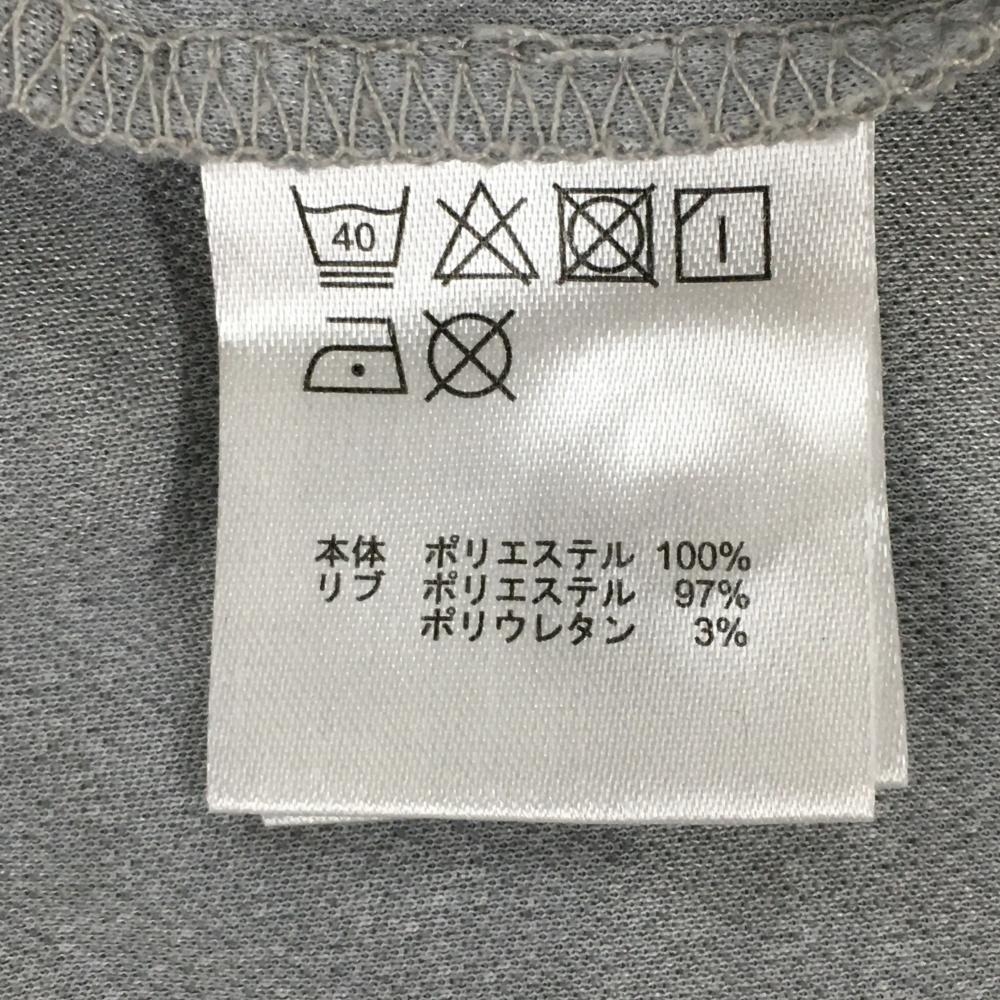 40
本体 ポリエステル 100%
リブ ポリエステル 97%
ポリウレタン 3%